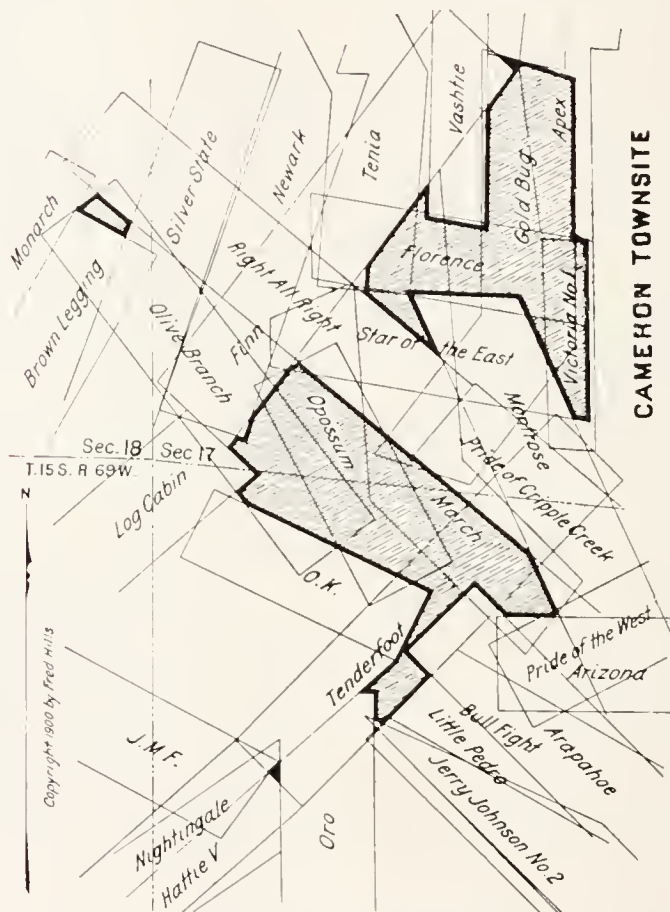 Monarch
Brown Legging
Silver State
Olive Branch
Newark
Tenia
Vashtie
Finn
Right All Right
Star of the East
Florence
Gold Bug
Apex
Victoria No. 1
CAMERON TOWNSITE
Sec. 18 Sec 17
T. 15 S. R 69 W.
Log Cabin
Opossum
March
Montrose
Pride of Cripple Creek
O.K.
Tenderfoot
Pride of the West
Arizona
Arapahoe
Bull Fight
Little Pedro
Jerry Johnson No. 2
Oro
J.M.F.
Nightingale
Hattie V
N
Copyright 1900 by Fred Hills